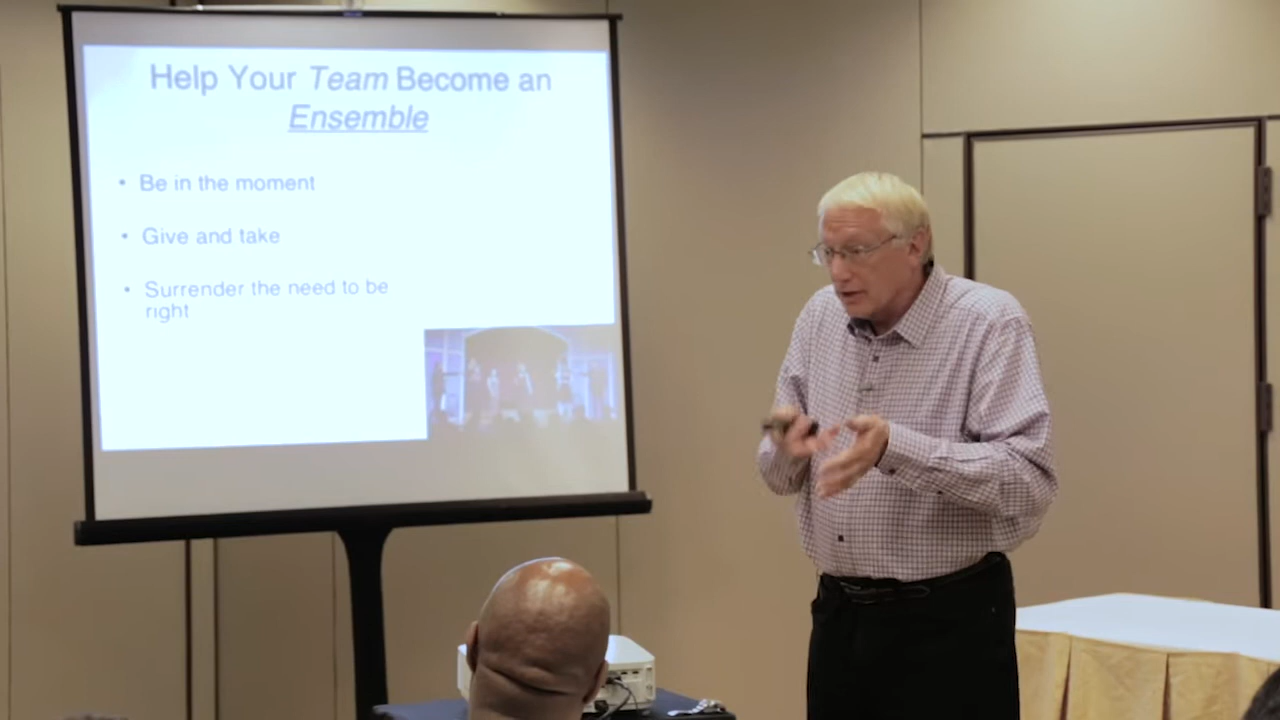 Help Your Team Become an
Ensemble
• Be in the moment
• Give and take
• Surrender the need to be
right